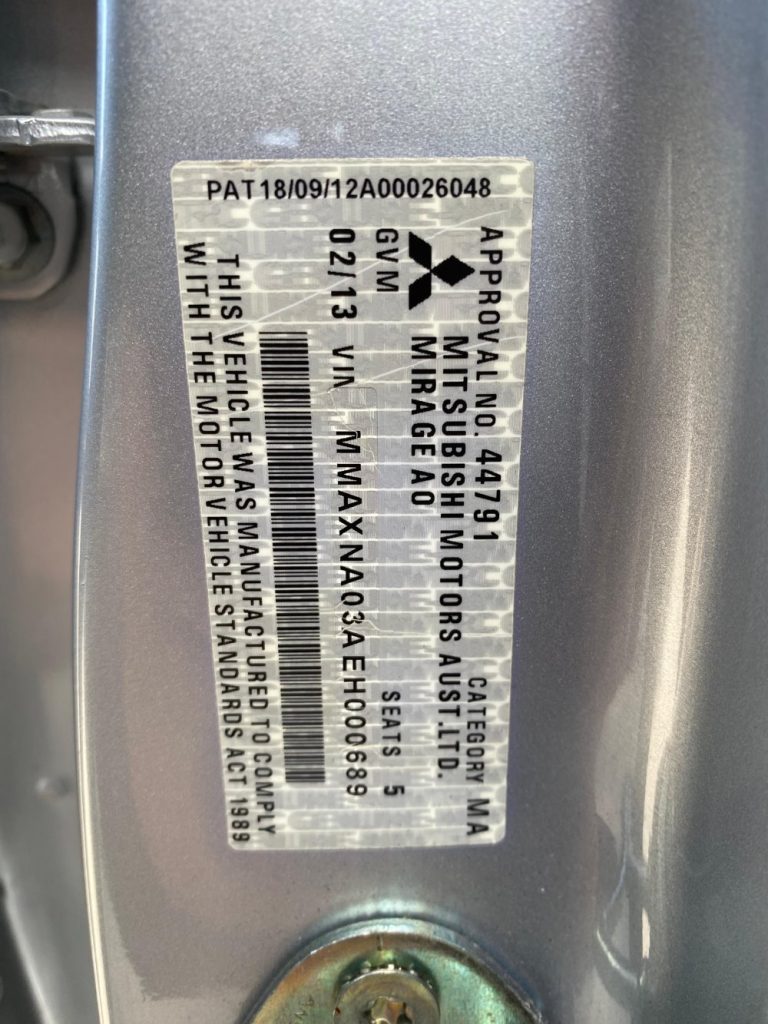 PAT18/09/12A00026048
APPROVAL NO. 44791 CATEGORY MA
MITSUBISHI MOTORS AUST.LTD.
MIRAGE AO
GVM SEATS 5
02/13 VIN MMAXNA03AEH000689
THIS VEHICLE WAS MANUFACTURED TO COMPLY
WITH THE MOTOR VEHICLE STANDARDS ACT 1989